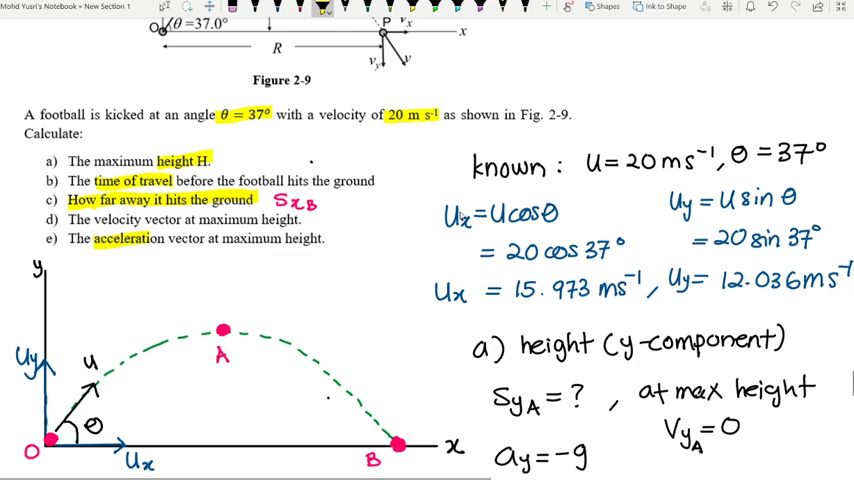 Mohd Yusri's Notebook » New Section 1
Shapes
Ink to Shape
O
θ =37.0°
P
vₓ
x
R
vᵧ
v
Figure 2-9
A football is kicked at an angle θ = 37° with a velocity of 20 m s⁻¹ as shown in Fig. 2-9.
Calculate:
a) The maximum height H.
b) The time of travel before the football hits the ground
c) How far away it hits the ground SxB
d) The velocity vector at maximum height.
e) The acceleration vector at maximum height.
known : u = 20 ms⁻¹, θ = 37°
Ux = U cos θ
= 20 cos 37°
Ux = 15.973 ms⁻¹,
Uy = U sin θ
= 20 sin 37°
Uy = 12.036 ms⁻¹
y
Uy
u
θ
O
Ux
A
B
x
a) height (y-component)
SyA = ? , at max height
VyA = 0
ay = -g